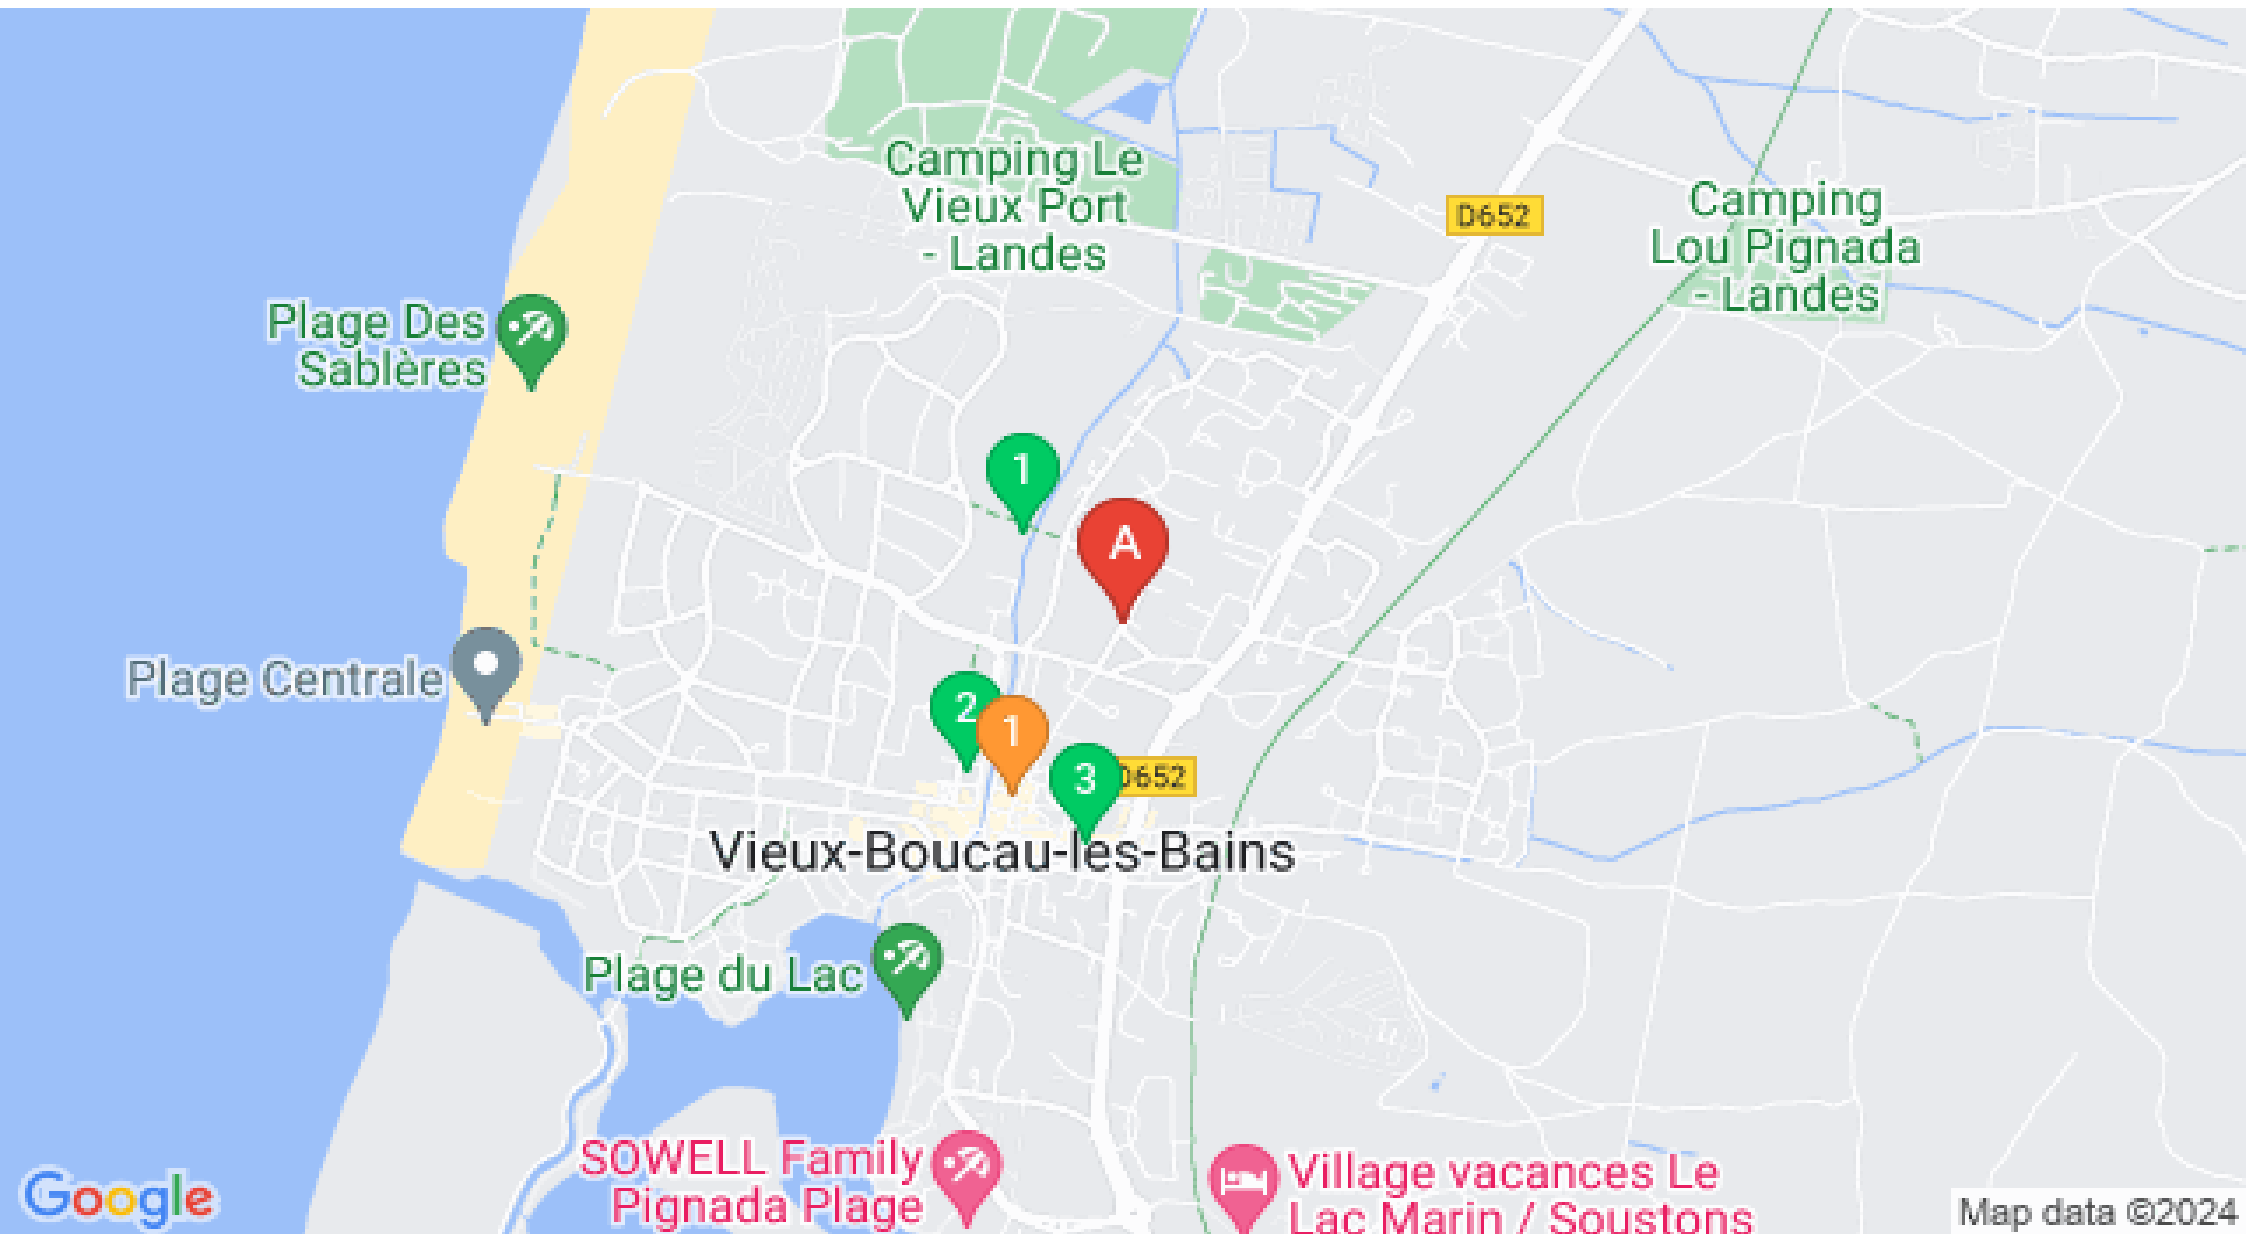 Camping Le
Vieux Port
- Landes
D652
Camping
Lou Pignada
- Landes
Plage Des
Sablères
1
A
Plage Centrale
2
1
3
D652
Vieux-Boucau-les-Bains
Plage du Lac
SOWELL Family
Pignada Plage
Village vacances Le
Lac Marin / Soustons
Google
Map data ©2024